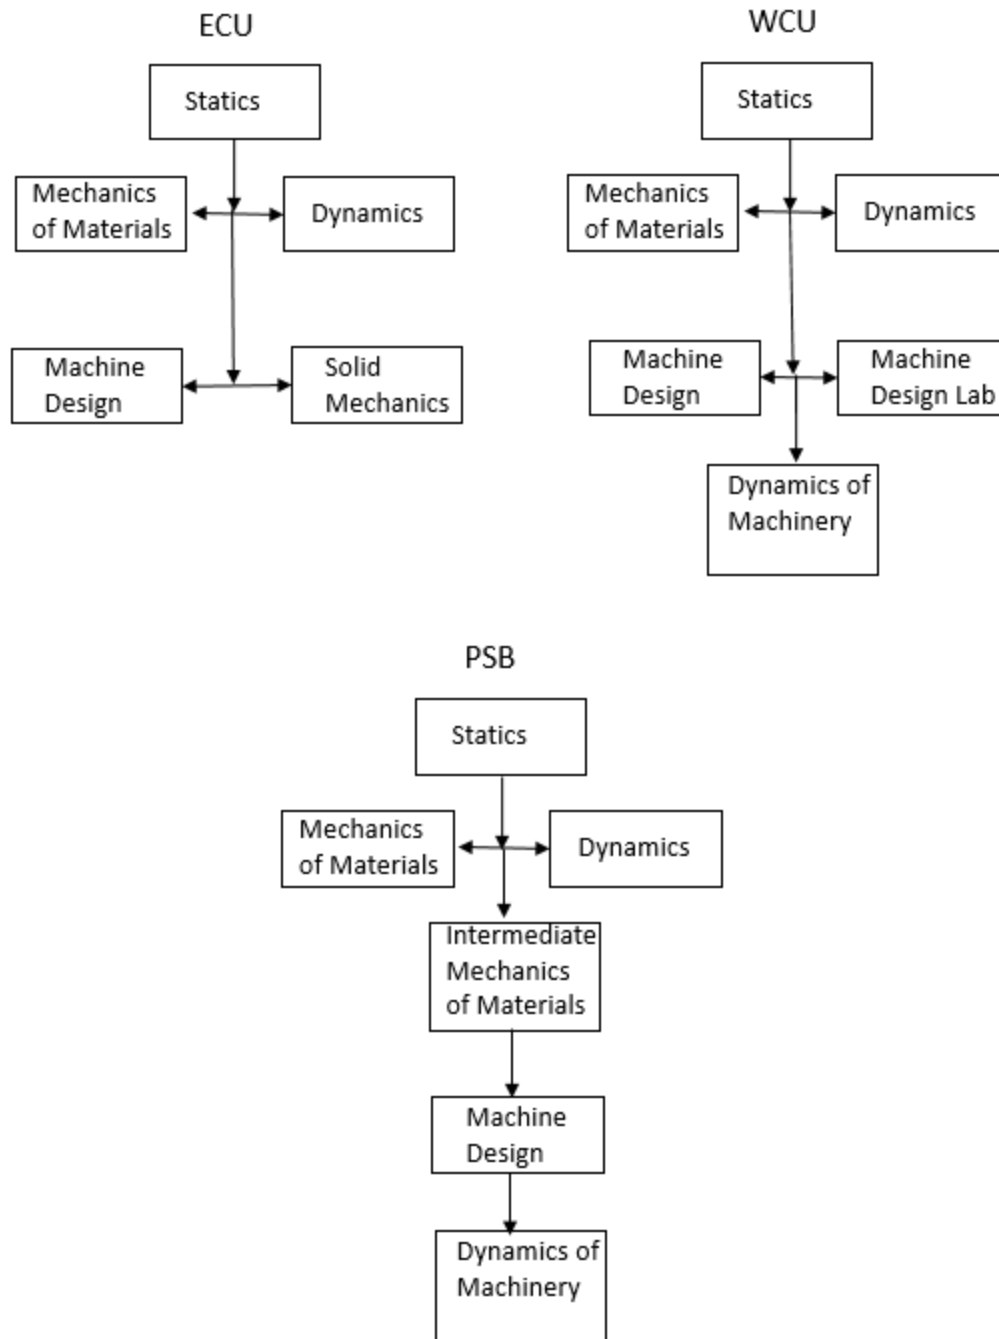 ECU
Statics
Mechanics
of Materials
Dynamics
Machine
Design
Solid
Mechanics
WCU
Statics
Mechanics
of Materials
Dynamics
Machine
Design
Machine
Design Lab
Dynamics of
Machinery
PSB
Statics
Mechanics
of Materials
Dynamics
Intermediate
Mechanics
of Materials
Machine
Design
Dynamics of
Machinery